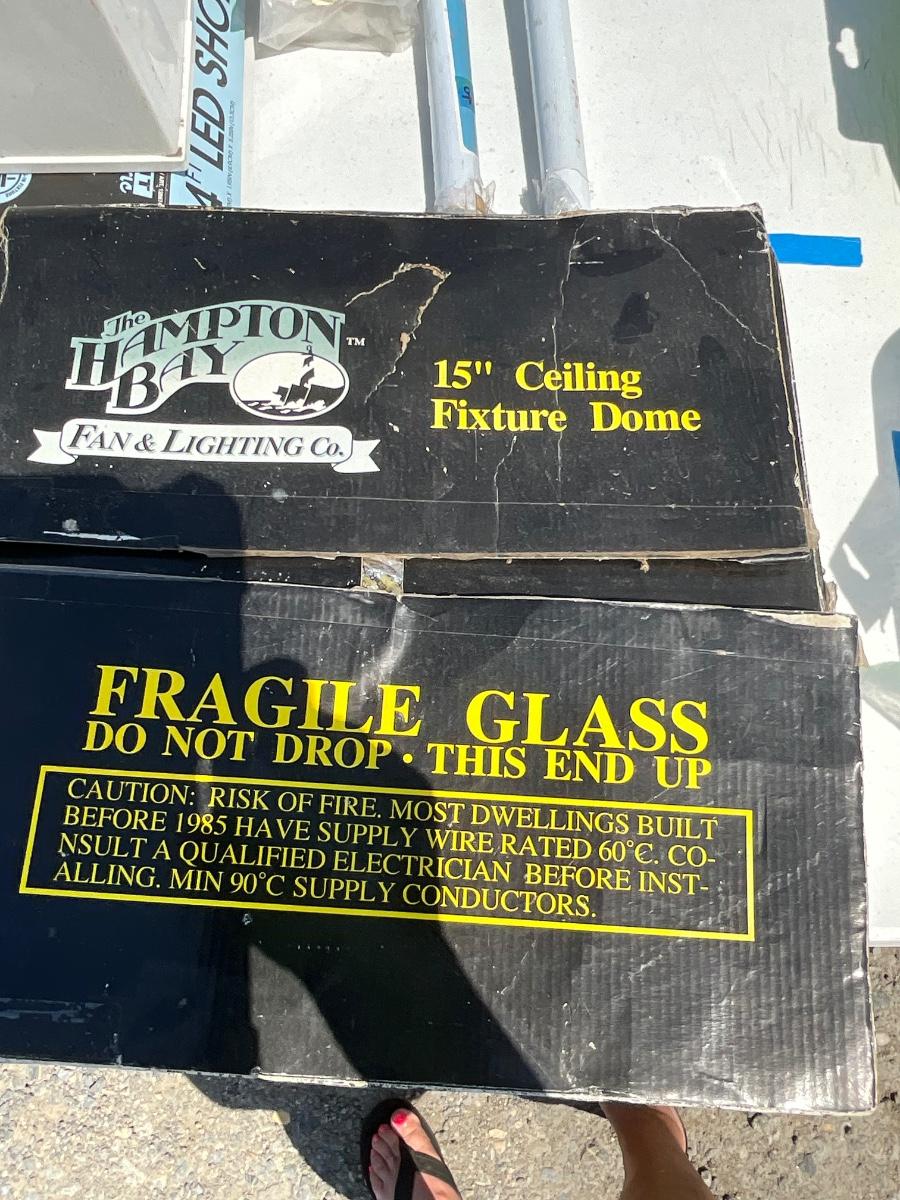 4' LED SHO
The
HAMPTON
BAY
TM
FAN & LIGHTING CO.
15" Ceiling
Fixture Dome
FRAGILE GLASS
DO NOT DROP • THIS END UP
CAUTION: RISK OF FIRE. MOST DWELLINGS BUILT
BEFORE 1985 HAVE SUPPLY WIRE RATED 60°C. CO-
NSULT A QUALIFIED ELECTRICIAN BEFORE INST-
ALLING. MIN 90°C SUPPLY CONDUCTORS.